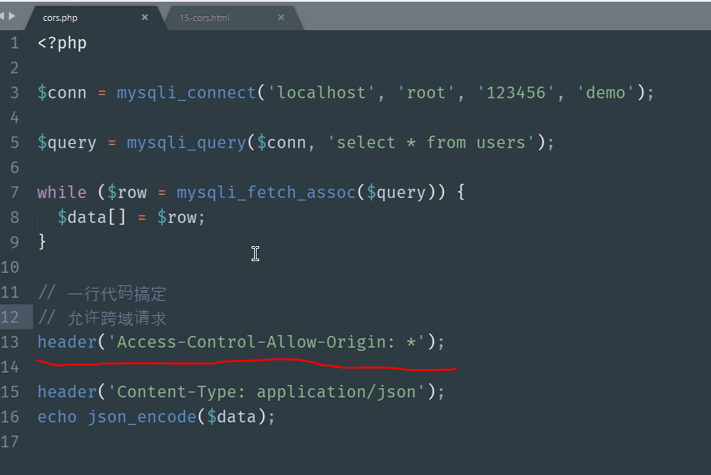 cors.php × 15-cors.html ×
1 <?php
2
3 $conn = mysqli_connect('localhost', 'root', '123456', 'demo');
4
5 $query = mysqli_query($conn, 'select * from users');
6
7 while ($row = mysqli_fetch_assoc($query)) {
8   $data[] = $row;
9 }
10
11 // 一行代码搞定
12 // 允许跨域请求
13 header('Access-Control-Allow-Origin: *');
14
15 header('Content-Type: application/json');
16 echo json_encode($data);
17